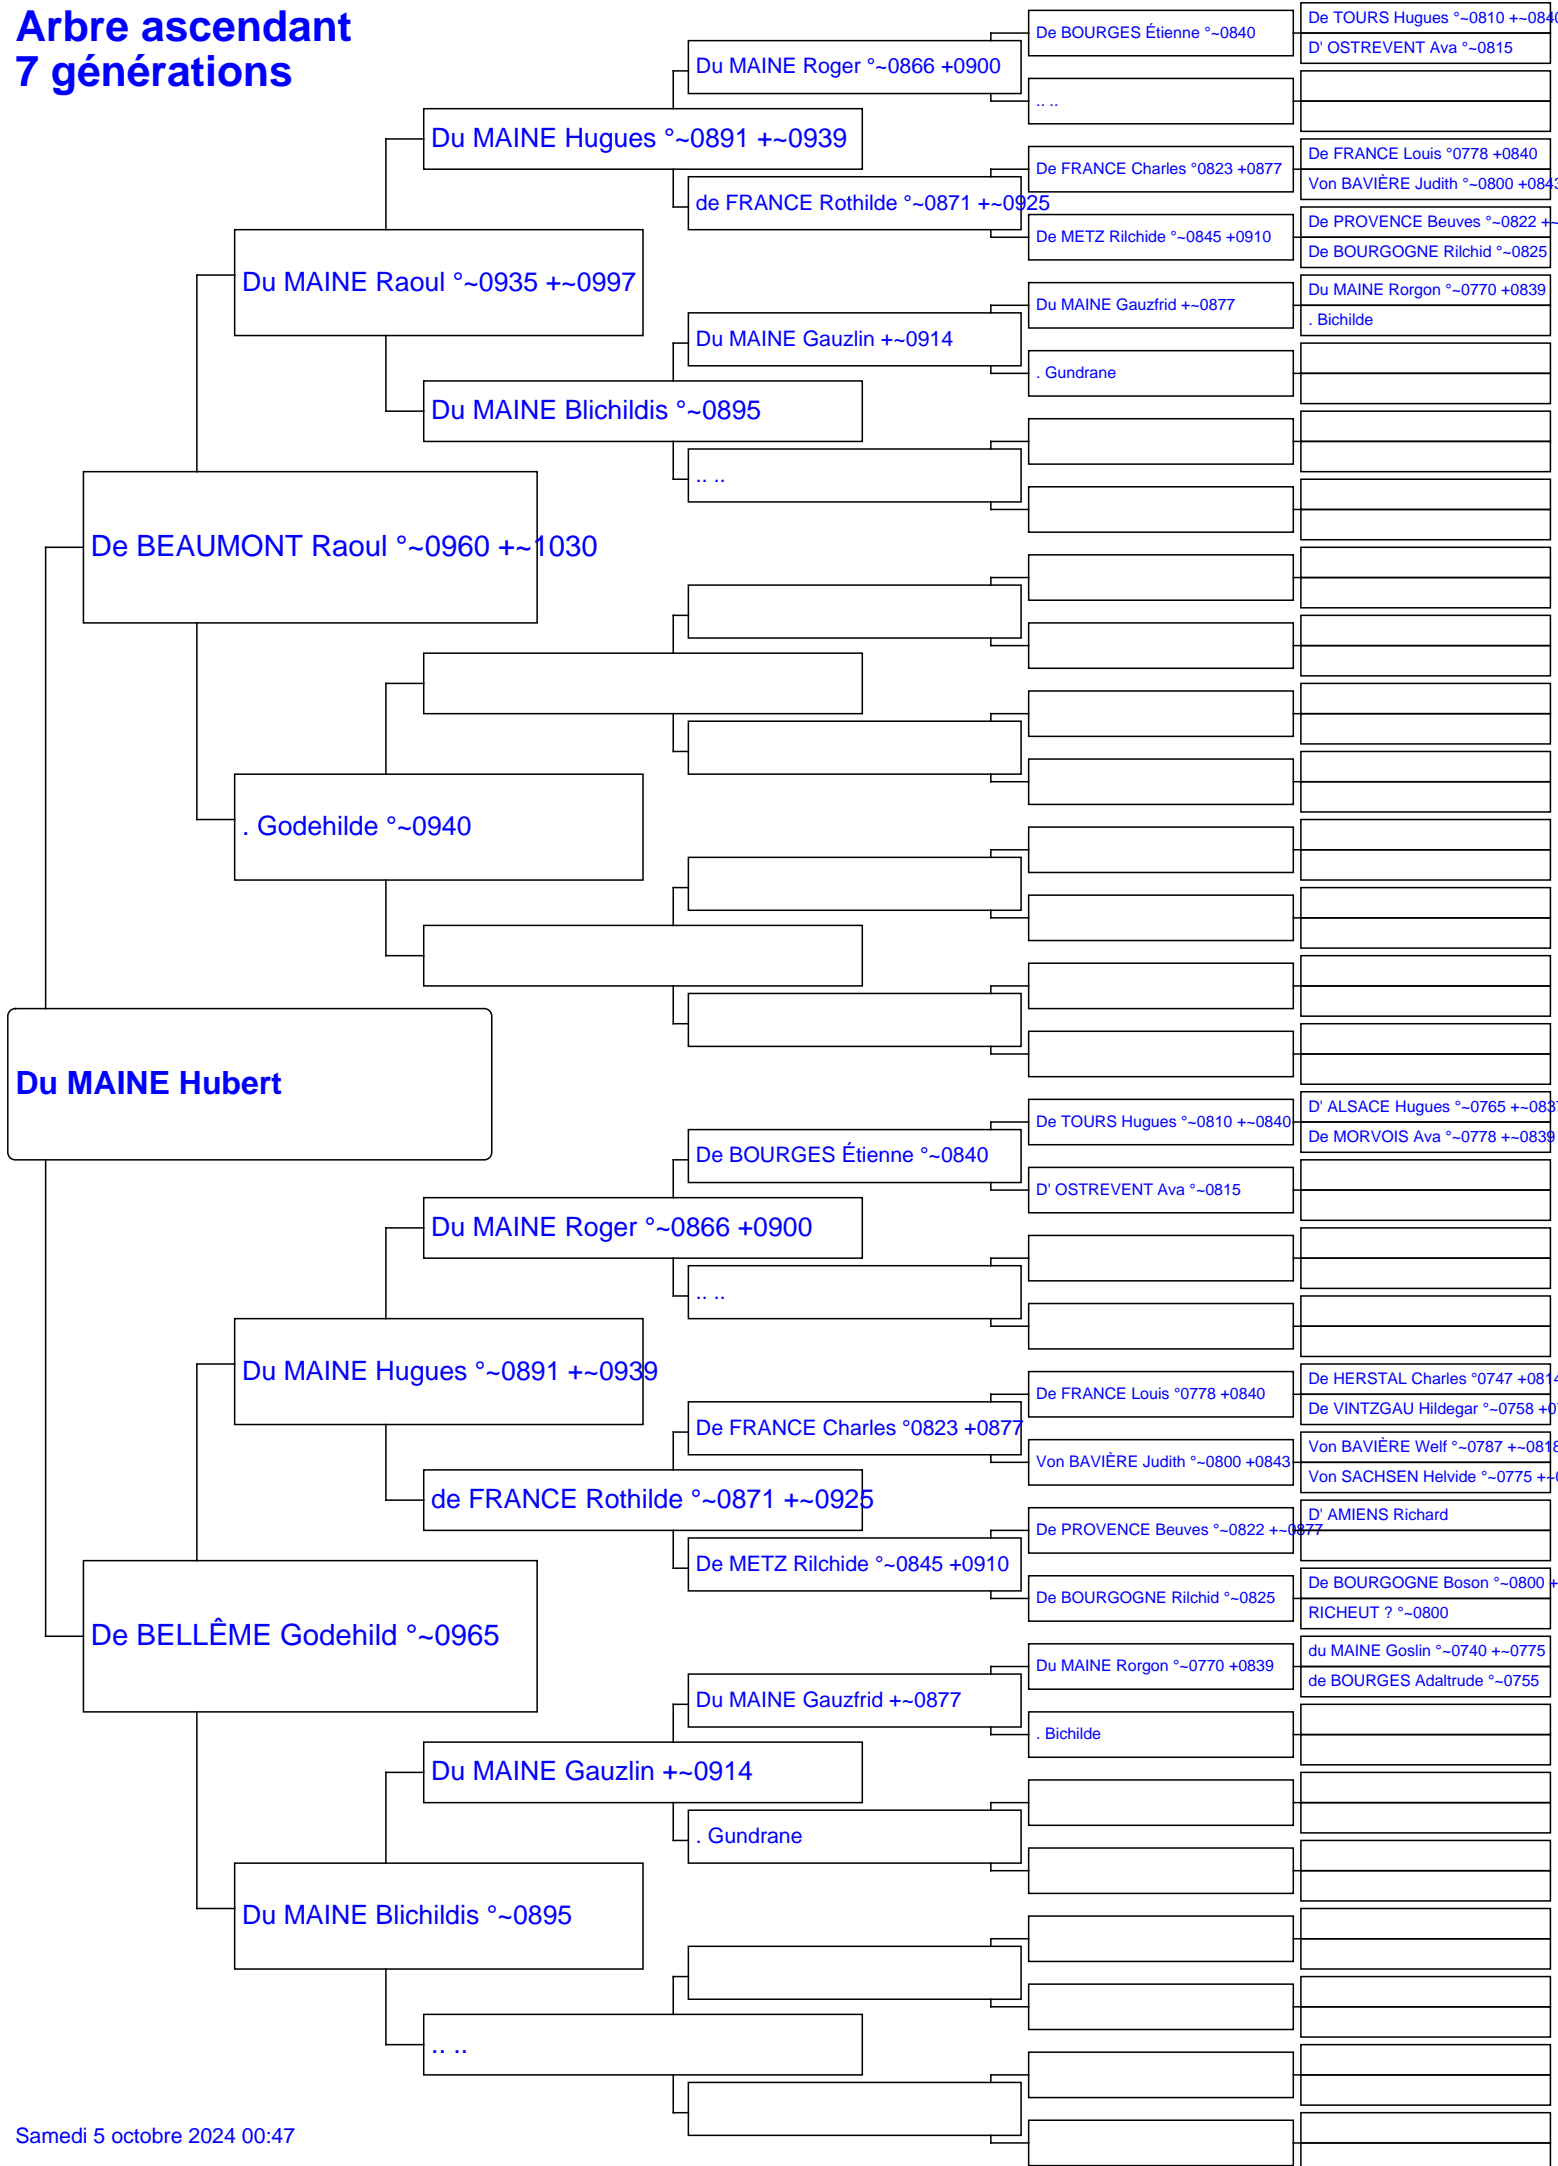 Arbre ascendant
7 générations
De TOURS Hugues °~0810 +~0840
De BOURGES Étienne °~0840
D' OSTREVENT Ava °~0815
Du MAINE Roger °~0866 +0900
.. ..
Du MAINE Hugues °~0891 +~0939
De FRANCE Louis °0778 +0840
De FRANCE Charles °0823 +0877
Von BAVIÈRE Judith °~0800 +0843
de FRANCE Rothilde °~0871 +~0925
De PROVENCE Beuves °~0822 +~
De METZ Rilchide °~0845 +0910
De BOURGOGNE Rilchid °~0825
Du MAINE Raoul °~0935 +~0997
Du MAINE Rorgon °~0770 +0839
Du MAINE Gauzfrid +~0877
. Bichilde
Du MAINE Gauzlin +~0914
. Gundrane
Du MAINE Blichildis °~0895
.. ..
De BEAUMONT Raoul °~0960 +~1030
. Godehilde °~0940
Du MAINE Hubert
D' ALSACE Hugues °~0765 +~0837
De TOURS Hugues °~0810 +~0840
De MORVOIS Ava °~0778 +~0839
De BOURGES Étienne °~0840
D' OSTREVENT Ava °~0815
Du MAINE Roger °~0866 +0900
.. ..
Du MAINE Hugues °~0891 +~0939
De HERSTAL Charles °0747 +0814
De FRANCE Louis °0778 +0840
De VINTZGAU Hildegar °~0758 +07
De FRANCE Charles °0823 +0877
Von BAVIÈRE Welf °~0787 +~0818
Von BAVIÈRE Judith °~0800 +0843
Von SACHSEN Helvide °~0775 +~0
de FRANCE Rothilde °~0871 +~0925
D' AMIENS Richard
De PROVENCE Beuves °~0822 +~0877
De METZ Rilchide °~0845 +0910
De BOURGOGNE Boson °~0800 +
De BOURGOGNE Rilchid °~0825
RICHEUT ? °~0800
De BELLÊME Godehild °~0965
du MAINE Goslin °~0740 +~0775
Du MAINE Rorgon °~0770 +0839
de BOURGES Adaltrude °~0755
Du MAINE Gauzfrid +~0877
. Bichilde
Du MAINE Gauzlin +~0914
. Gundrane
Du MAINE Blichildis °~0895
.. ..
Samedi 5 octobre 2024 00:47